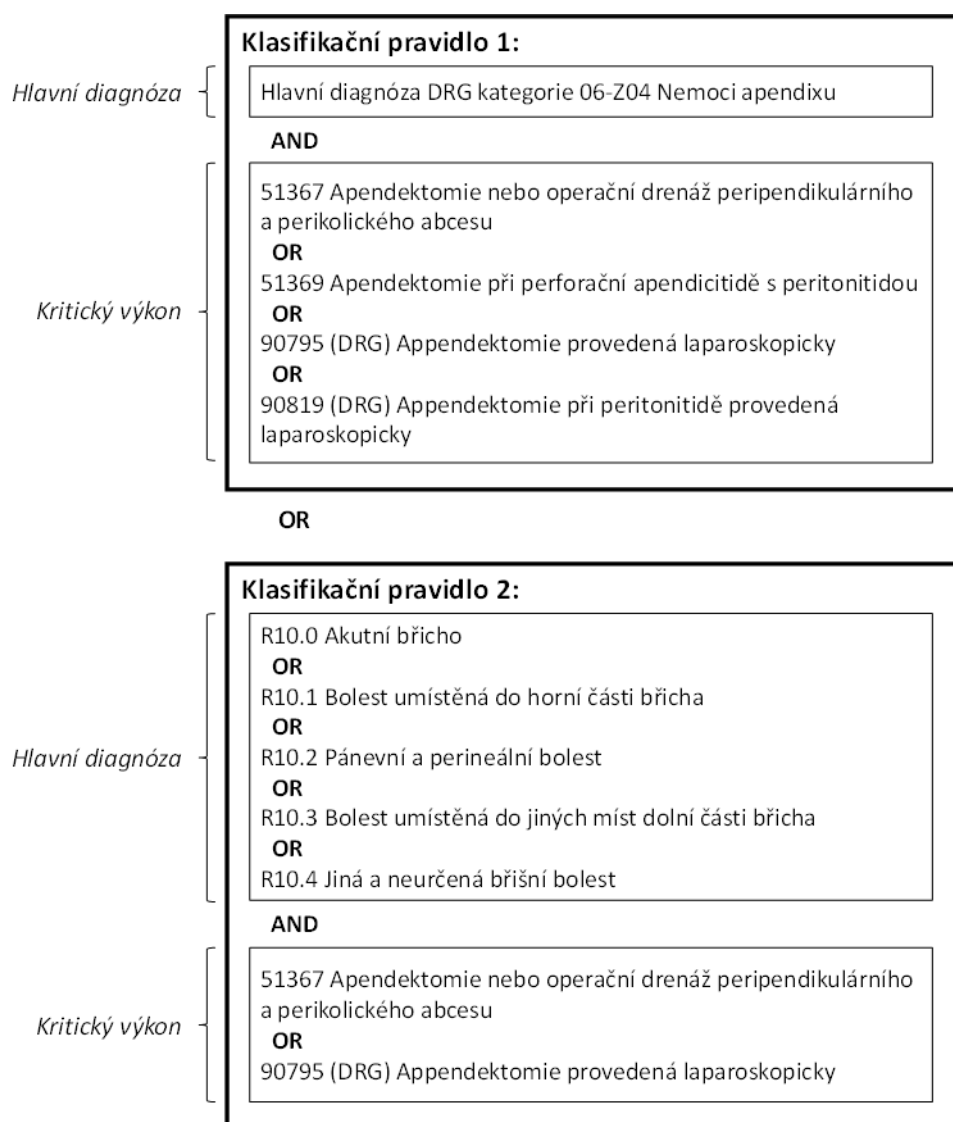 Klasifikační pravidlo 1:
Hlavní diagnóza
Hlavní diagnóza DRG kategorie 06-Z04 Nemoci apendixu
AND
Kritický výkon
51367 Apendektomie nebo operační drenáž peripendikulárního
a perikolického abcesu
OR
51369 Apendektomie při perforační apendicitidě s peritonitidou
OR
90795 (DRG) Appendektomie provedená laparoskopicky
OR
90819 (DRG) Appendektomie při peritonitidě provedená
laparoskopicky
OR
Klasifikační pravidlo 2:
Hlavní diagnóza
R10.0 Akutní břicho
OR
R10.1 Bolest umístěná do horní části břicha
OR
R10.2 Pánevní a perineální bolest
OR
R10.3 Bolest umístěná do jiných míst dolní části břicha
OR
R10.4 Jiná a neurčená břišní bolest
AND
Kritický výkon
51367 Apendektomie nebo operační drenáž peripendikulárního
a perikolického abcesu
OR
90795 (DRG) Appendektomie provedená laparoskopicky